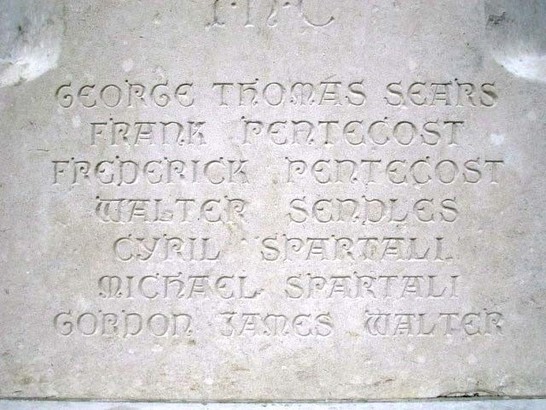 GEORGE THOMAS SEARS
FRANK PENTECOST
FREDERICK PENTECOST
WALTER SENDLES
CYRIL SPARTALI
MICHAEL SPARTALI
GORDON JAMES WALTER